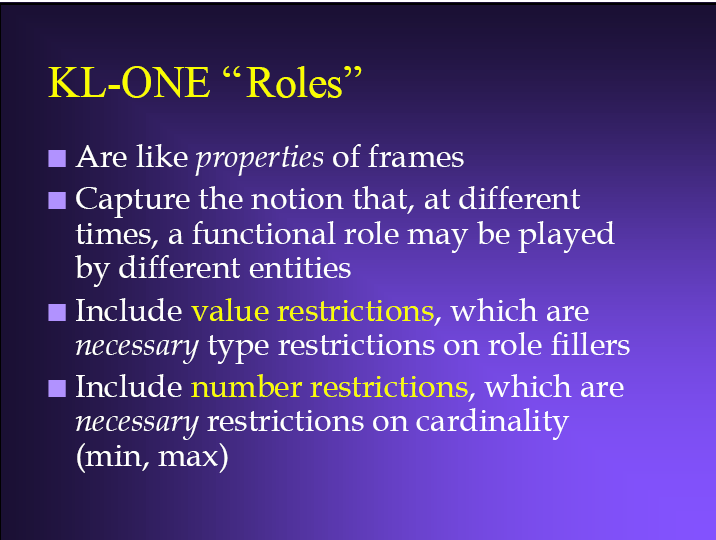 KL-ONE “Roles”
Are like properties of frames
Capture the notion that, at different
times, a functional role may be played
by different entities
Include value restrictions, which are
necessary type restrictions on role fillers
Include number restrictions, which are
necessary restrictions on cardinality
(min, max)